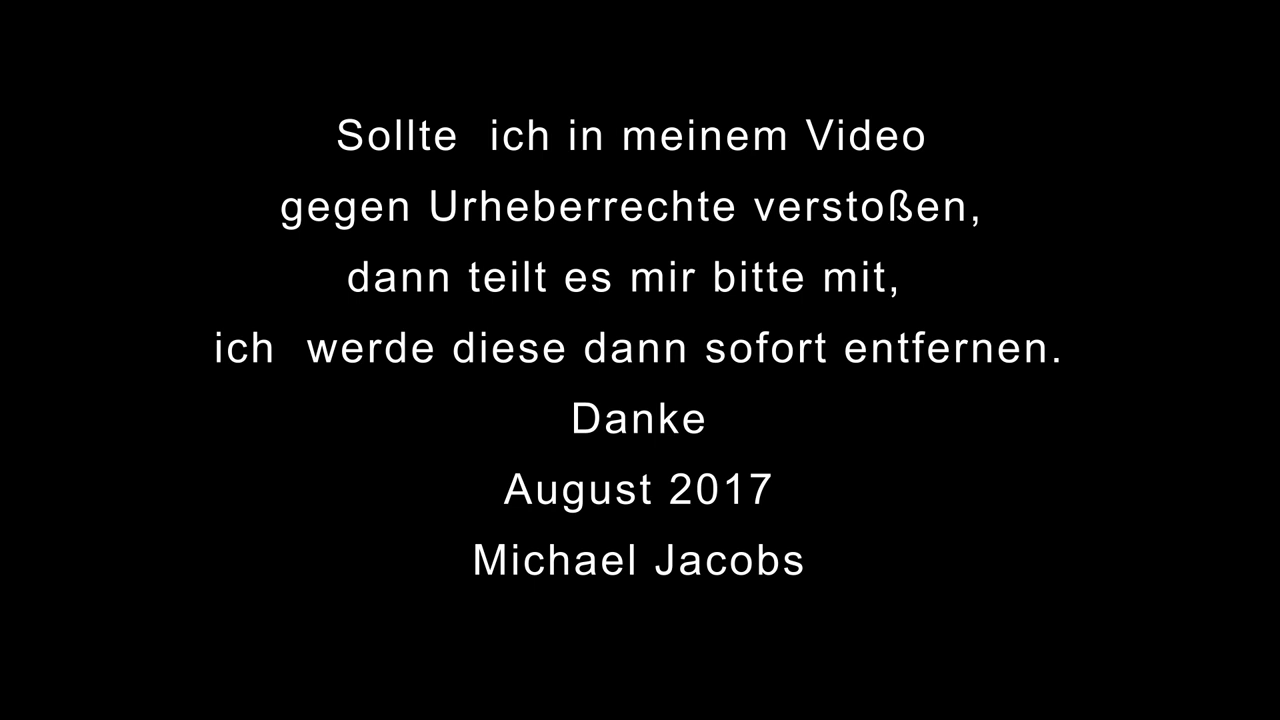 Sollte  ich in meinem Video
gegen Urheberrechte verstoßen,
dann teilt es mir bitte mit,
ich  werde diese dann sofort entfernen.
Danke
August 2017
Michael Jacobs